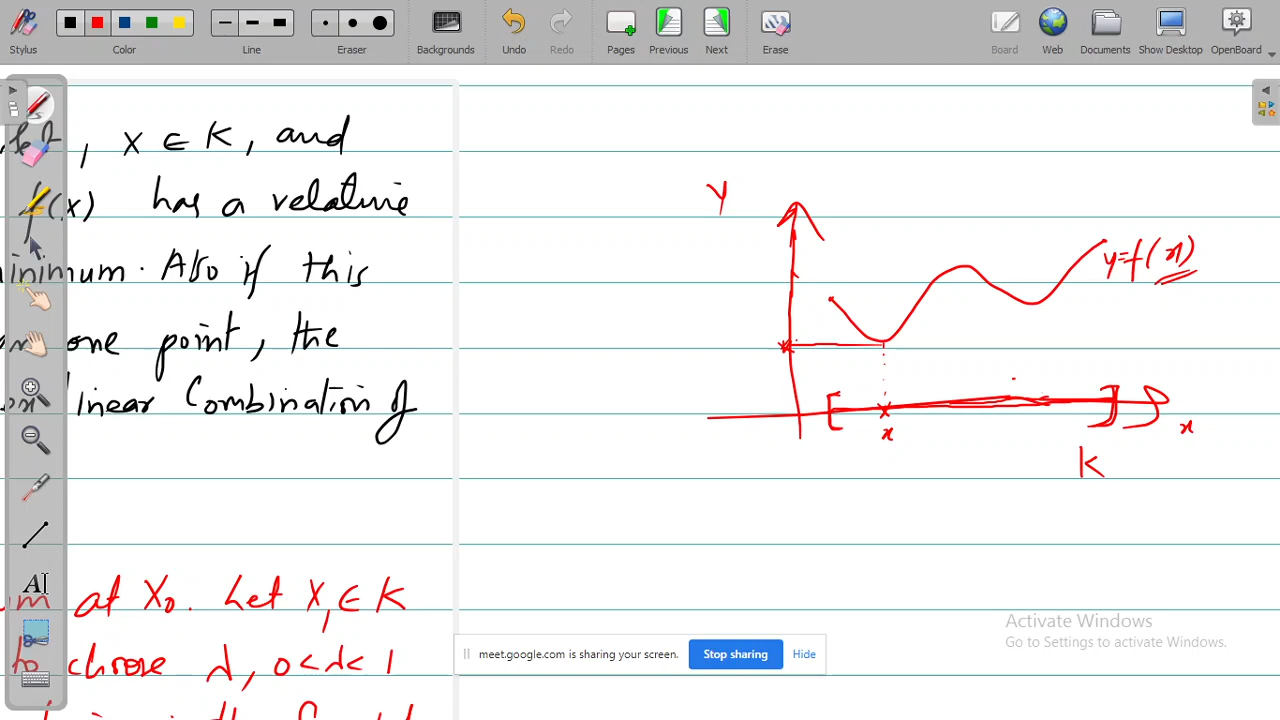 Stylus
Color
Line
Eraser
Backgrounds
Undo
Redo
Pages
Previous
Next
Erase
Board
Web
Documents
Show Desktop
OpenBoard
, X ∈ K, and
f(x) has a relative
inimum. Also if this
one point, the
linear Combination of
at X₀. Let X₁ ∈ K
to choose λ, 0<λ<1
Y
y=f(x)
x
x
K
Activate Windows
Go to Settings to activate Windows.
meet.google.com is sharing your screen.
Stop sharing
Hide